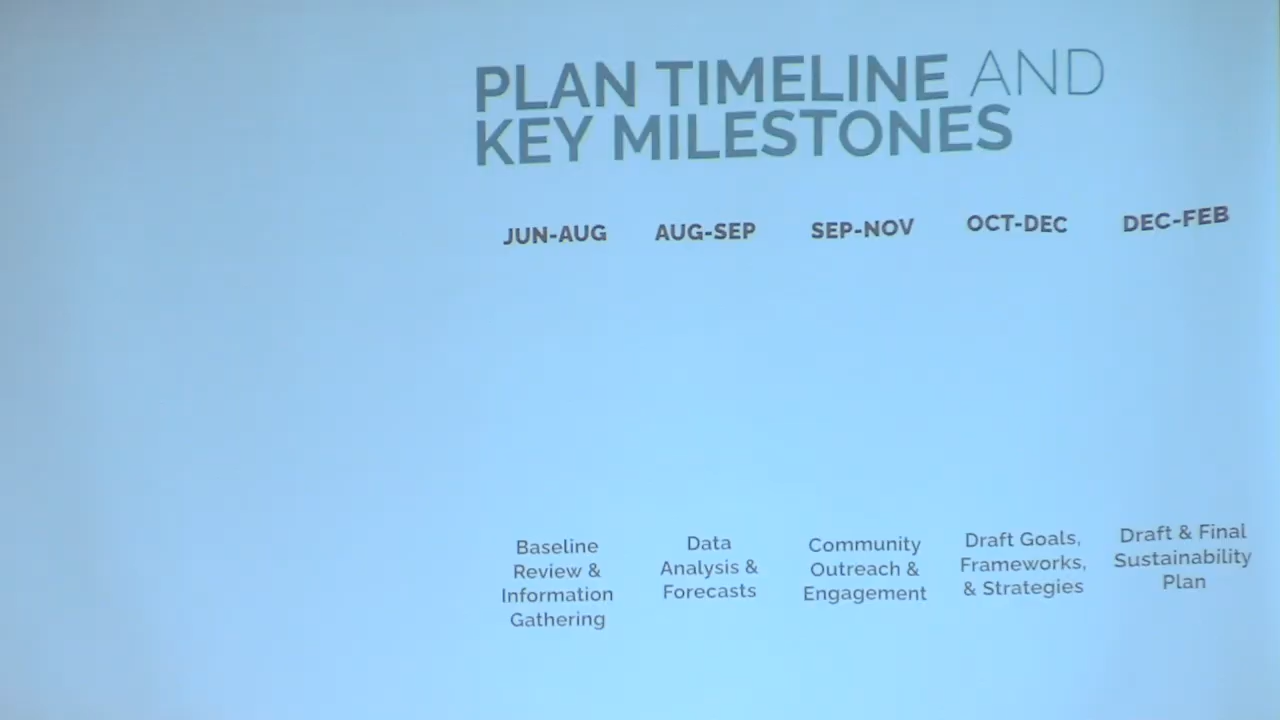 PLAN TIMELINE AND
KEY MILESTONES
JUN-AUG
AUG-SEP
SEP-NOV
OCT-DEC
DEC-FEB
Baseline
Review &
Information
Gathering
Data
Analysis &
Forecasts
Community
Outreach &
Engagement
Draft Goals,
Frameworks,
& Strategies
Draft & Final
Sustainability
Plan